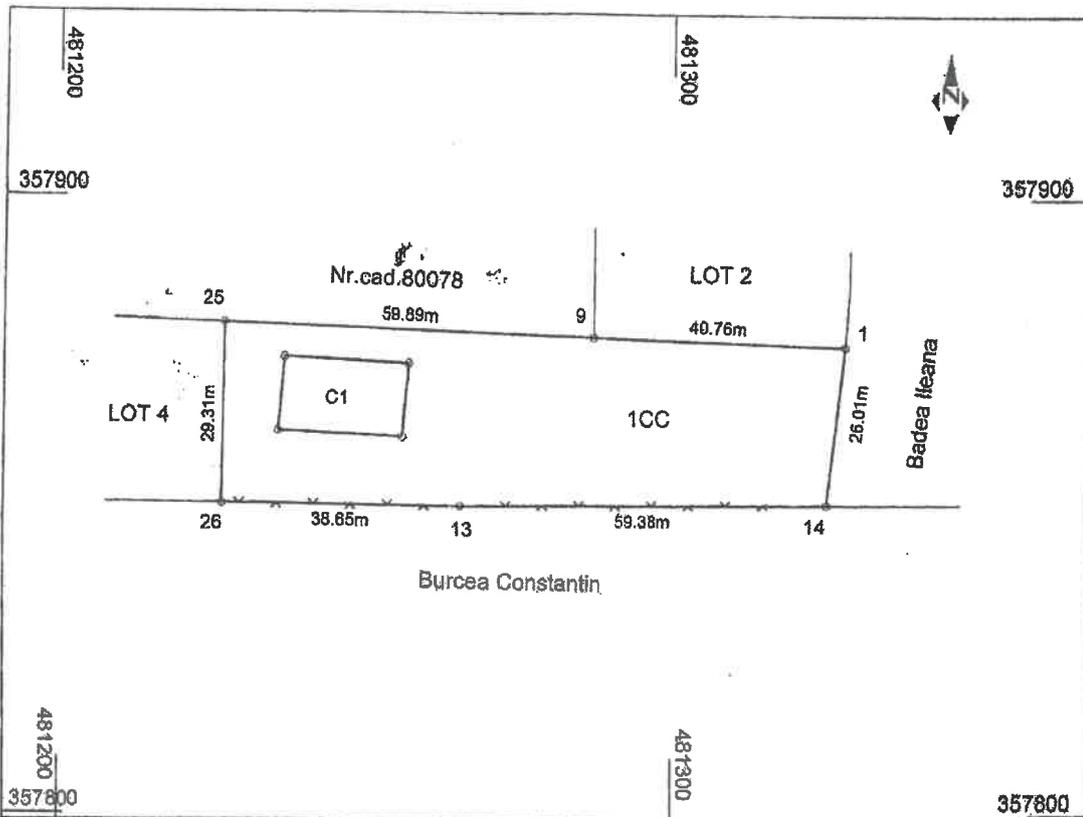 481200
481300
N
357900
357900
Nr.cad.80078
LOT 2
25
59.89m
9
40.76m
1
LOT 4
29.31m
C1
1CC
26.01m
Badea Ileana
26
38.65m
13
59.38m
14
Burcea Constantin
481200
481300
357800
357800